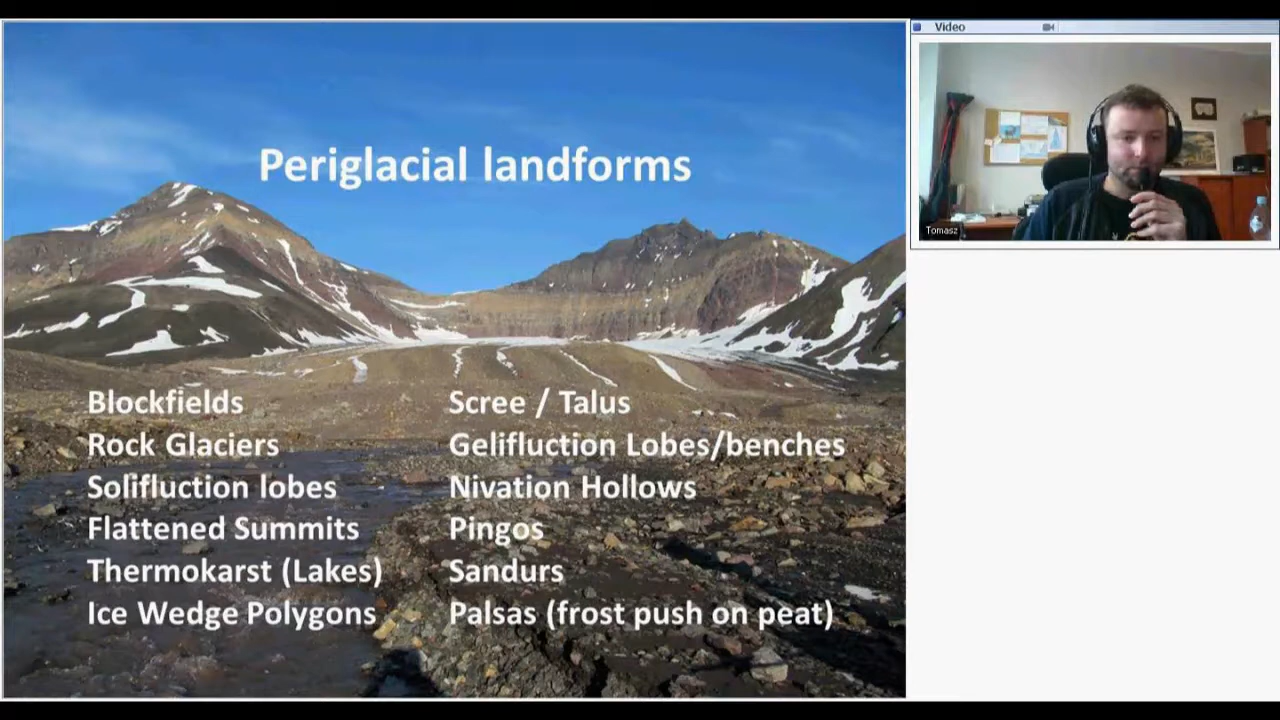 Video
Tomasz
Periglacial landforms
Blockfields
Rock Glaciers
Solifluction lobes
Flattened Summits
Thermokarst (Lakes)
Ice Wedge Polygons
Scree / Talus
Gelifluction Lobes/benches
Nivation Hollows
Pingos
Sandurs
Palsas (frost push on peat)